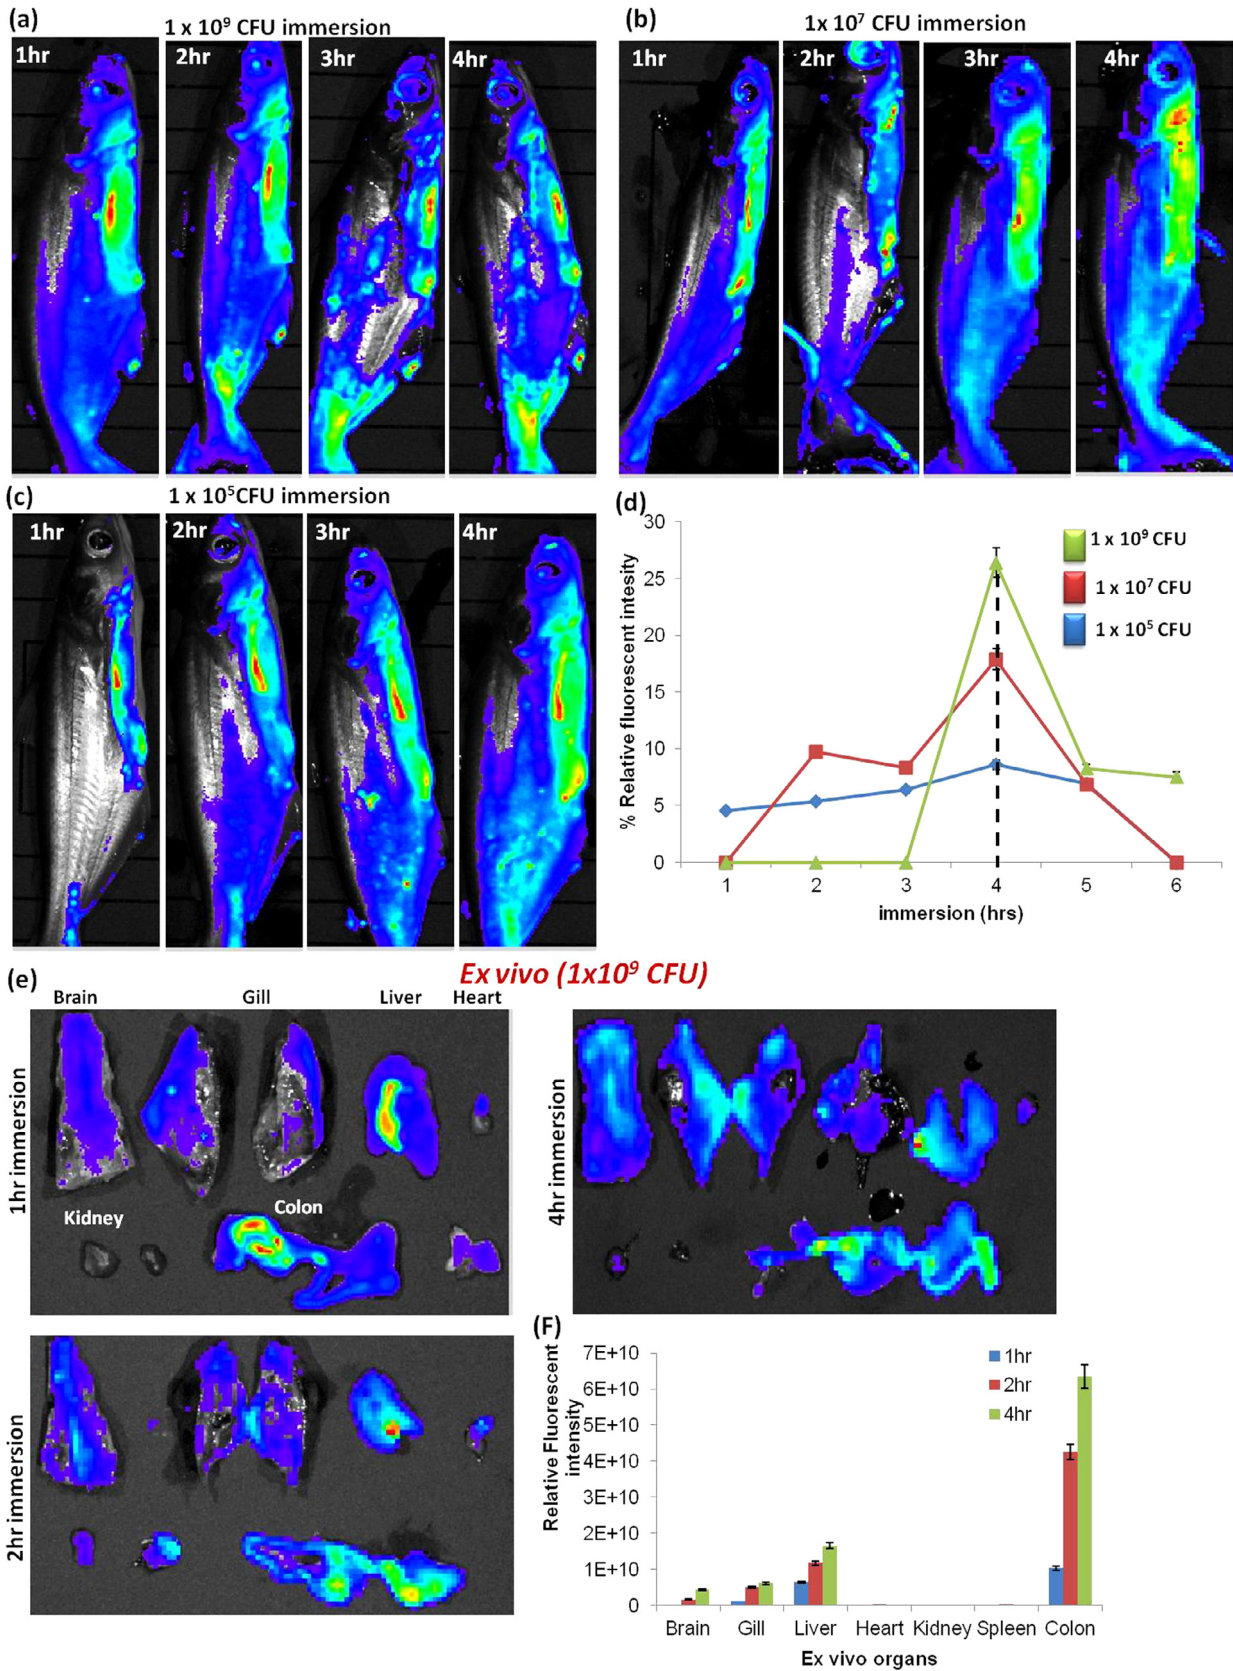 (a)
1 x 10⁹ CFU immersion
1hr
2hr
3hr
4hr
(b)
1x 10⁷ CFU immersion
1hr
2hr
3hr
4hr
(c)
1 x 10⁵CFU immersion
1hr
2hr
3hr
4hr
(d)
% Relative fluorescent intesity
30
25
20
15
10
5
0
1 2 3 4 5 6
immersion (hrs)
1 x 10⁹ CFU
1 x 10⁷ CFU
1 x 10⁵ CFU
(e)
Ex vivo (1x10⁹ CFU)
Brain Gill Liver Heart
1hr immersion
Kidney
Colon
4hr immersion
2hr immersion
(F)
Relative Fluorescent
intensity
7E+10
6E+10
5E+10
4E+10
3E+10
2E+10
1E+10
0
1hr
2hr
4hr
Brain Gill Liver Heart Kidney Spleen Colon
Ex vivo organs